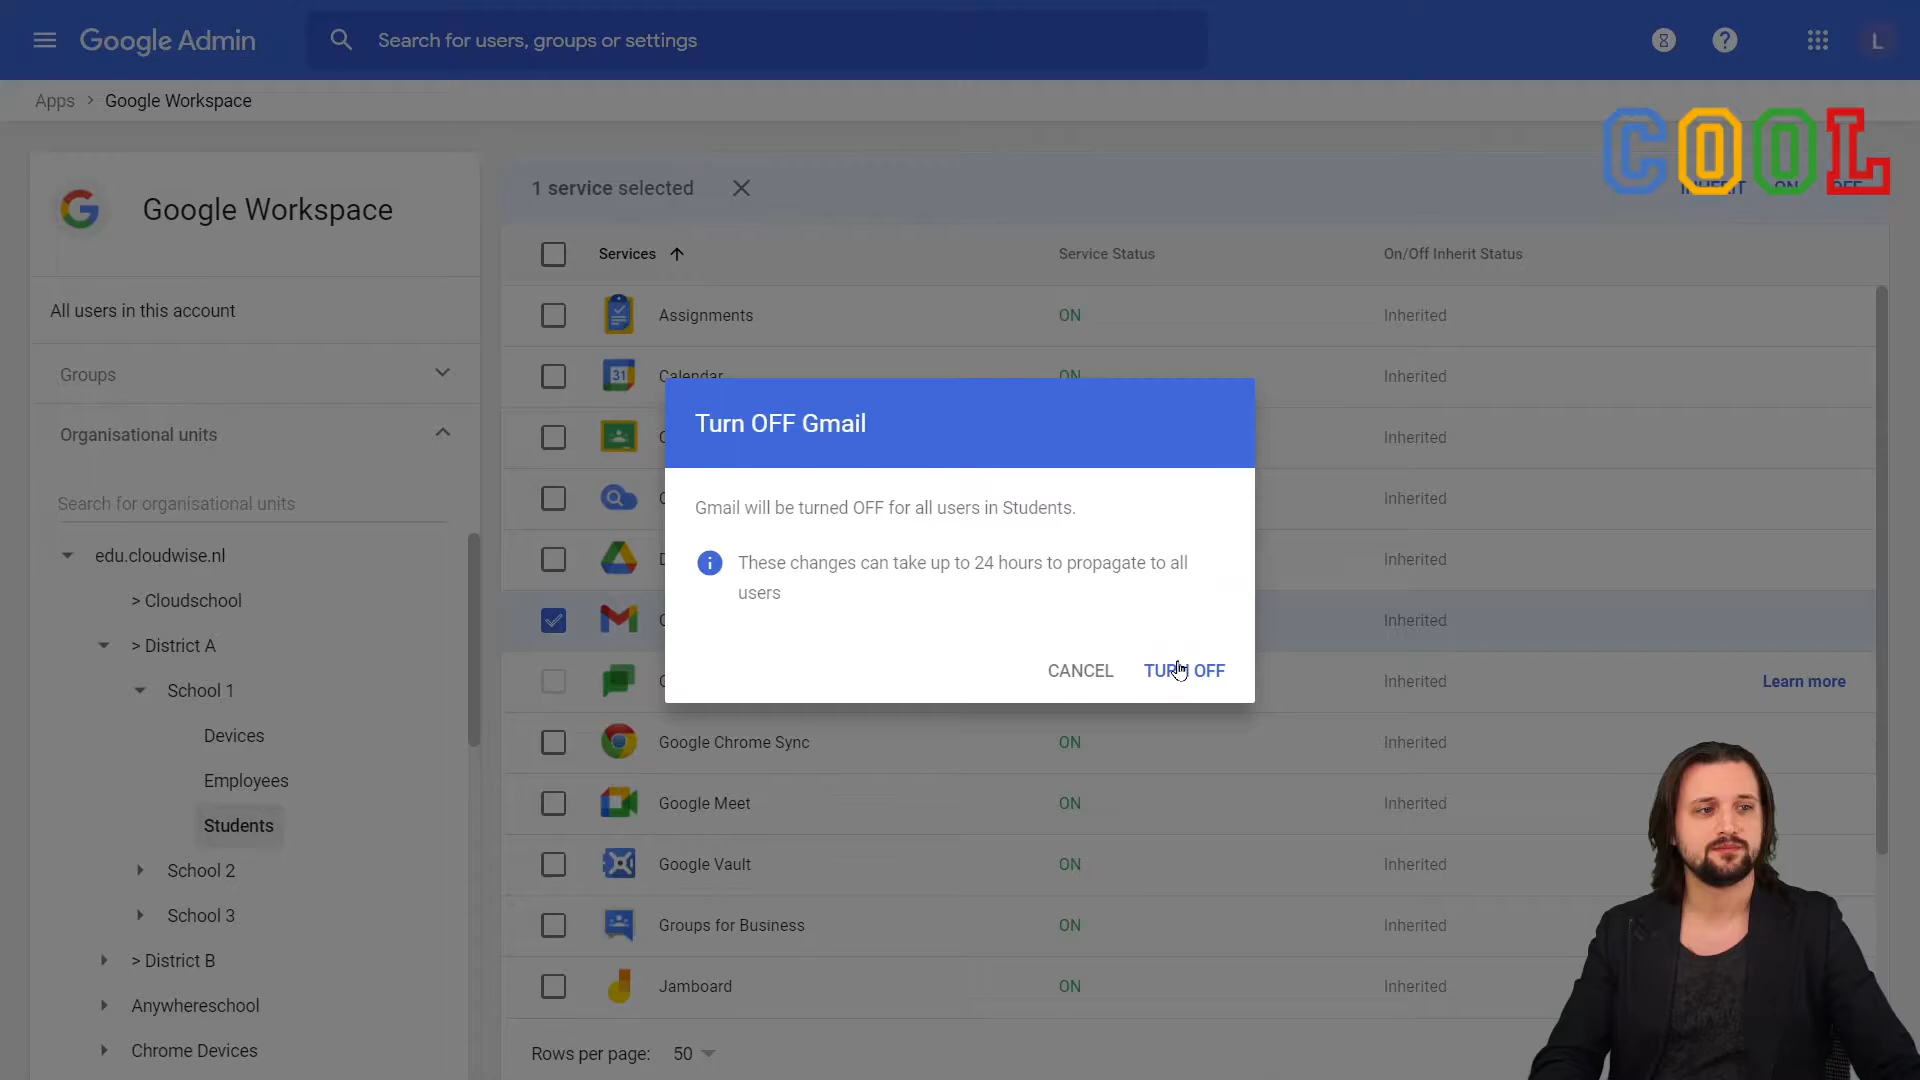 Google Admin
Search for users, groups or settings
L
Apps > Google Workspace
COOL
Google Workspace
1 service selected
INHERIT ON OFF
Services
Service Status
On/Off Inherit Status
All users in this account
Assignments ON Inherited
Groups
31 Calendar ON Inherited
Organisational units
Inherited
Search for organisational units
Inherited
edu.cloudwise.nl
Inherited
> Cloudschool
Inherited
> District A
School 1
Inherited
Learn more
Devices
Google Chrome Sync ON Inherited
Employees
Google Meet ON Inherited
Students
Google Vault ON Inherited
School 2
School 3
Groups for Business ON Inherited
> District B
Jamboard ON Inherited
Anywhereschool
Chrome Devices
Rows per page: 50
Turn OFF Gmail
Gmail will be turned OFF for all users in Students.
These changes can take up to 24 hours to propagate to all
users
CANCEL
TURN OFF